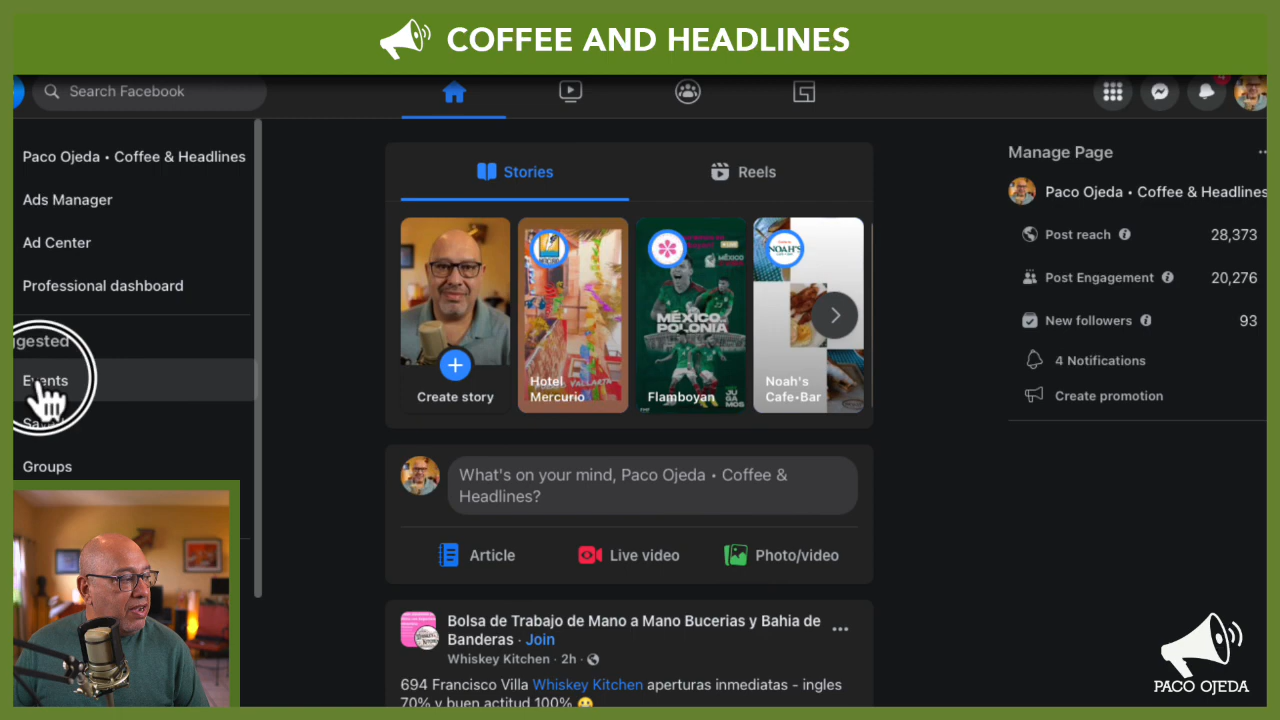 COFFEE AND HEADLINES
Search Facebook
Paco Ojeda • Coffee & Headlines
Ads Manager
Ad Center
Professional dashboard
Events
Groups
Stories
Reels
Create story
Hotel
Mercurio
MÉXICO
POLONIA
Flamboyan
NOAH'S
Noah's
Cafe•Bar
What's on your mind, Paco Ojeda • Coffee &
Headlines?
Article
Live video
Photo/video
Bolsa de Trabajo de Mano a Mano Bucerias y Bahia de
Banderas · Join
Whiskey Kitchen · 2h ·
694 Francisco Villa Whiskey Kitchen aperturas inmediatas - ingles
70% y buen actitud 100%
Manage Page
Paco Ojeda • Coffee & Headlines
Post reach
28,373
Post Engagement
20,276
New followers
93
4 Notifications
Create promotion
PACO OJEDA